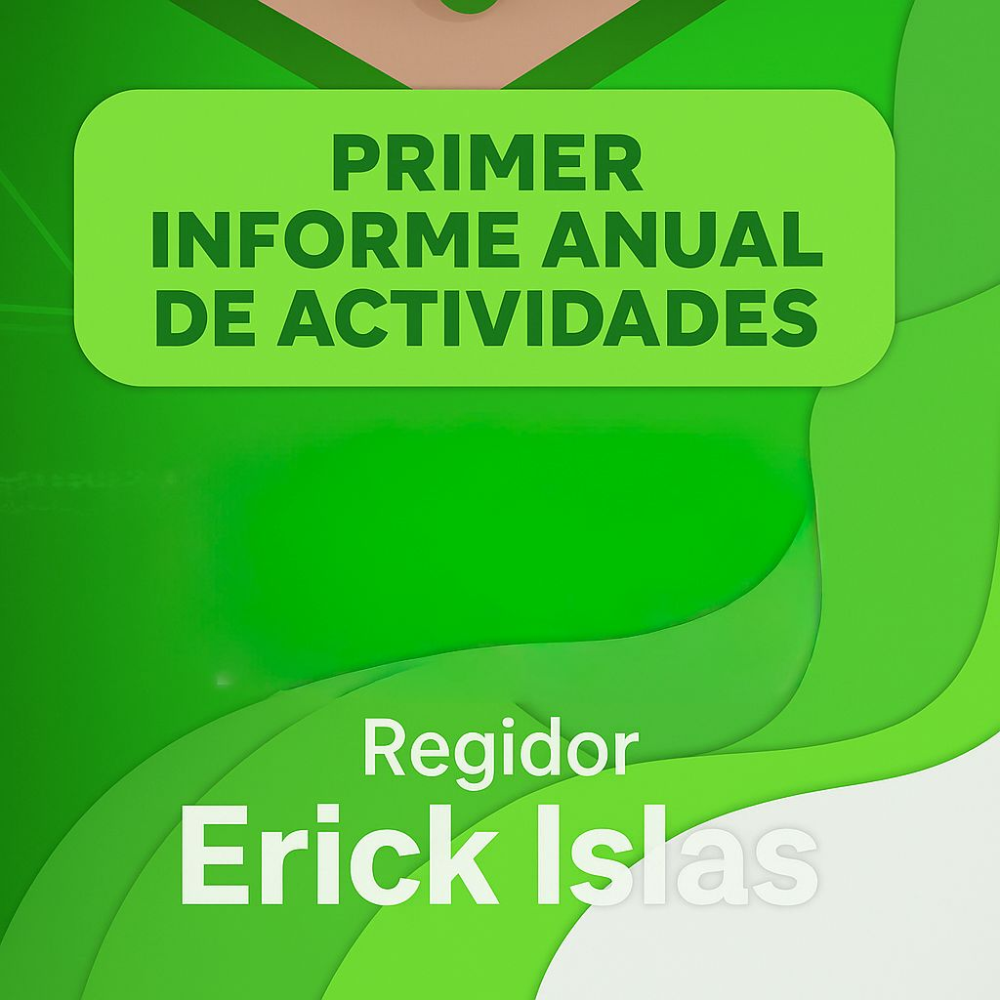 PRIMER
INFORME ANUAL
DE ACTIVIDADES
Regidor
Erick Islas